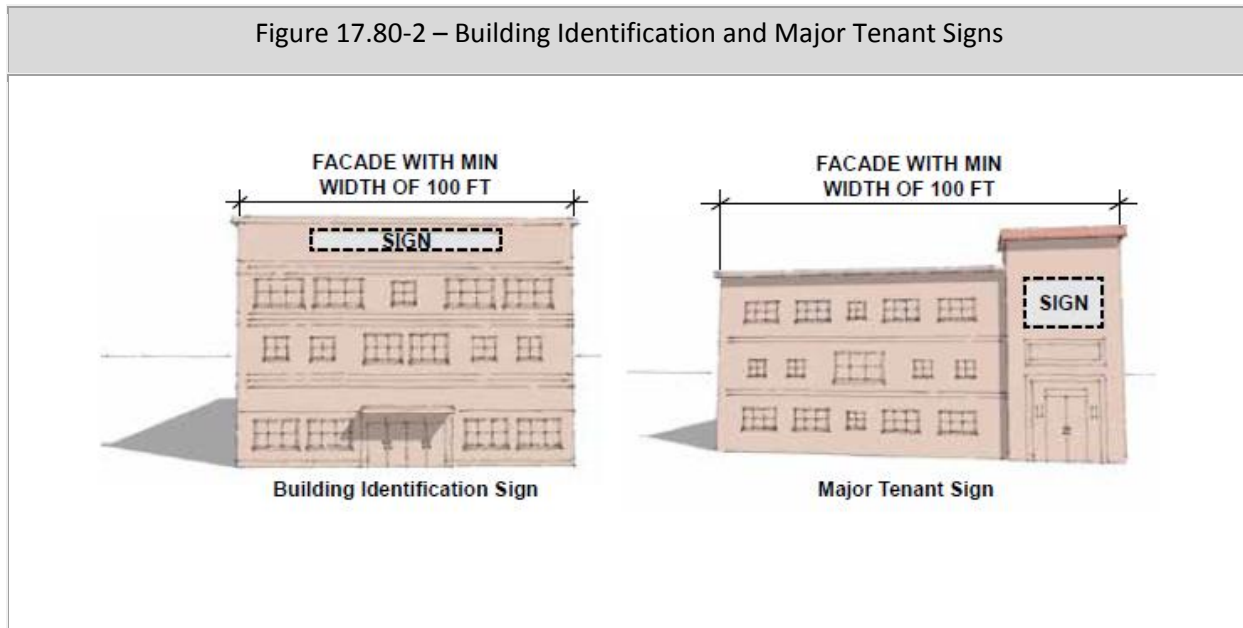 Figure 17.80-2 – Building Identification and Major Tenant Signs
FACADE WITH MIN
WIDTH OF 100 FT
SIGN
Building Identification Sign
FACADE WITH MIN
WIDTH OF 100 FT
SIGN
Major Tenant Sign